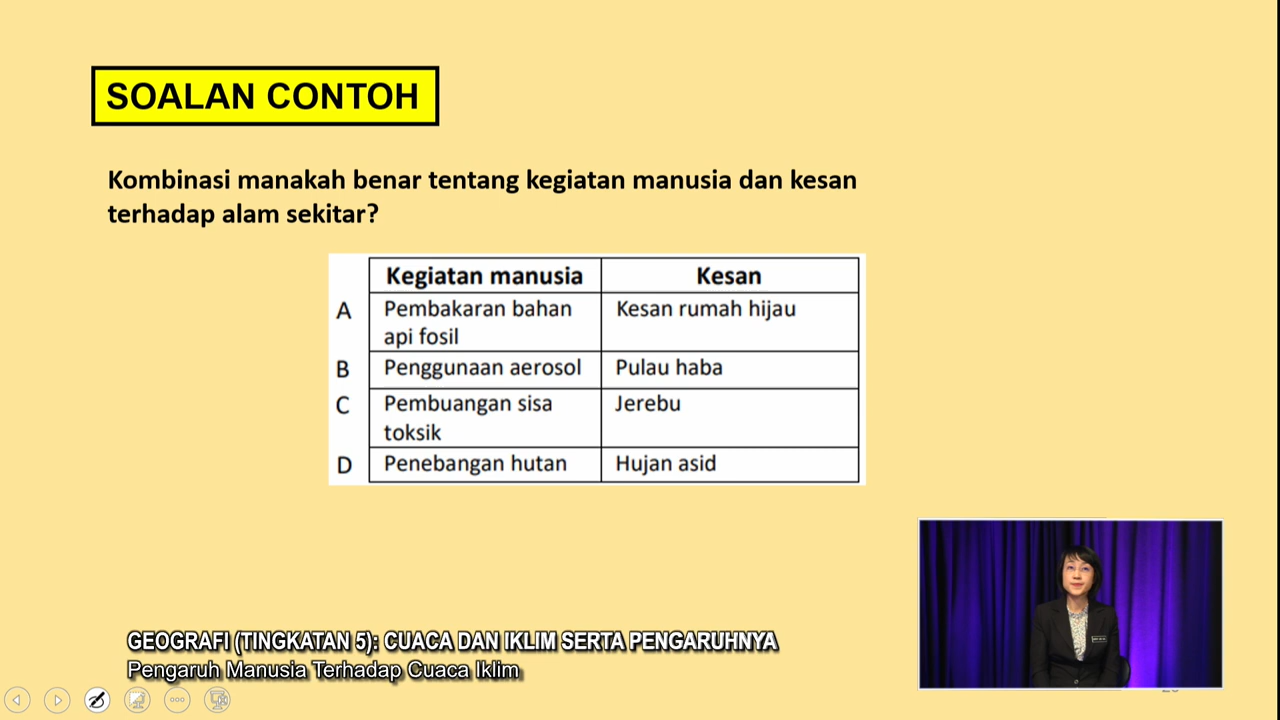 SOALAN CONTOH
Kombinasi manakah benar tentang kegiatan manusia dan kesan
terhadap alam sekitar?
Kegiatan manusia Kesan
A Pembakaran bahan Kesan rumah hijau
api fosil
B Penggunaan aerosol Pulau haba
C Pembuangan sisa Jerebu
toksik
D Penebangan hutan Hujan asid
GEOGRAFI (TINGKATAN 5): CUACA DAN IKLIM SERTA PENGARUHNYA
Pengaruh Manusia Terhadap Cuaca Iklim